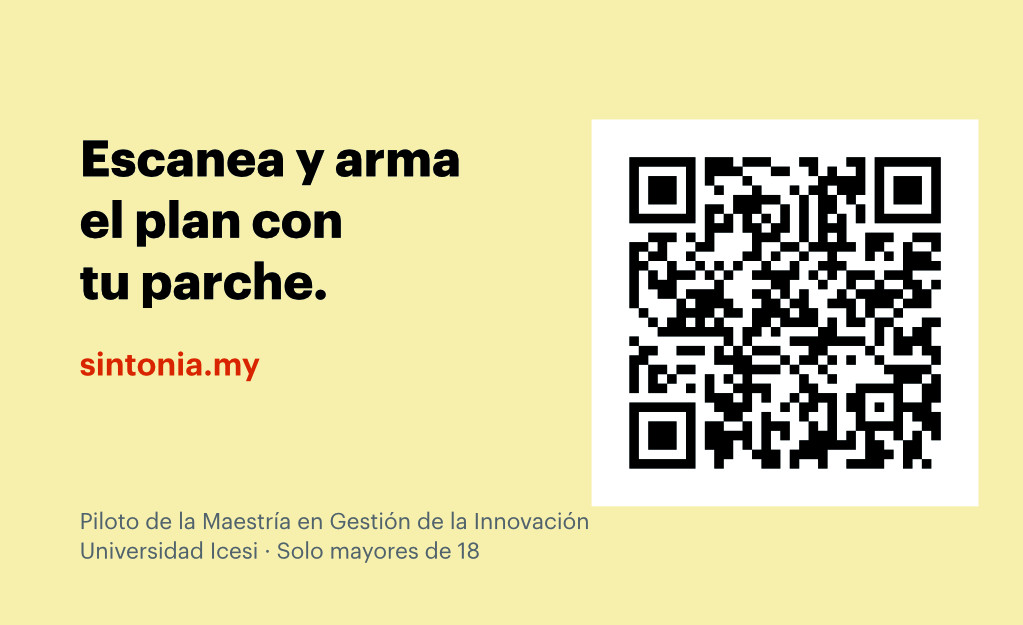 Escanea y arma
el plan con
tu parche.
sintonia.my
Piloto de la Maestría en Gestión de la Innovación
Universidad Icesi · Solo mayores de 18